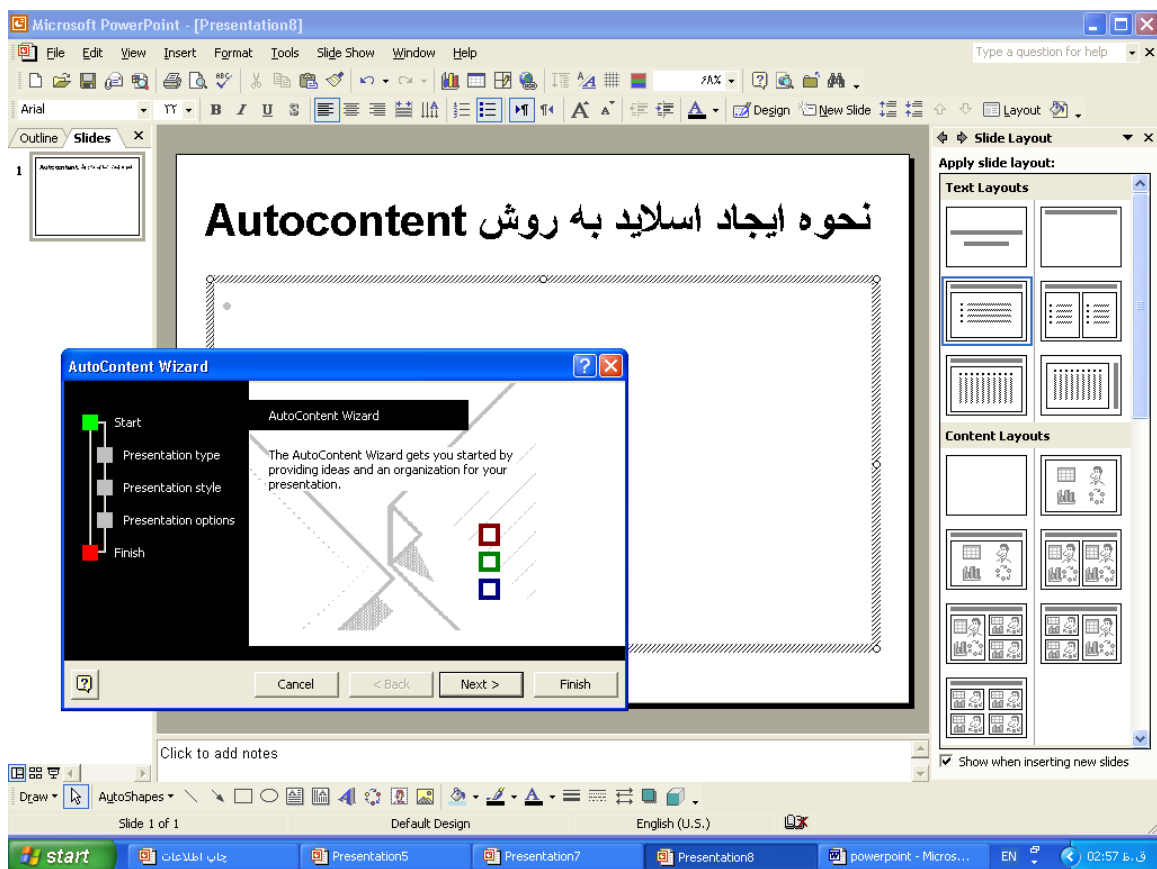 Microsoft PowerPoint - [Presentation8]
File Edit View Insert Format Tools Slide Show Window Help Type a question for help
۶۸%
Arial ۲۲ B I U S Design New Slide Layout
Outline Slides
Slide Layout
Apply slide layout:
Text Layouts
1
نحوه ایجاد اسلاید به روش Autocontent
AutoContent Wizard
Start
Presentation type
Presentation style
Presentation options
Finish
AutoContent Wizard
The AutoContent Wizard gets you started by
providing ideas and an organization for your
presentation.
Cancel < Back Next > Finish
Content Layouts
Click to add notes
Show when inserting new slides
Draw AutoShapes
Slide 1 of 1 Default Design English (U.S.)
start چاپ اطلاعات Presentation5 Presentation7 Presentation8 powerpoint - Micros... EN 02:57 ق.ظ